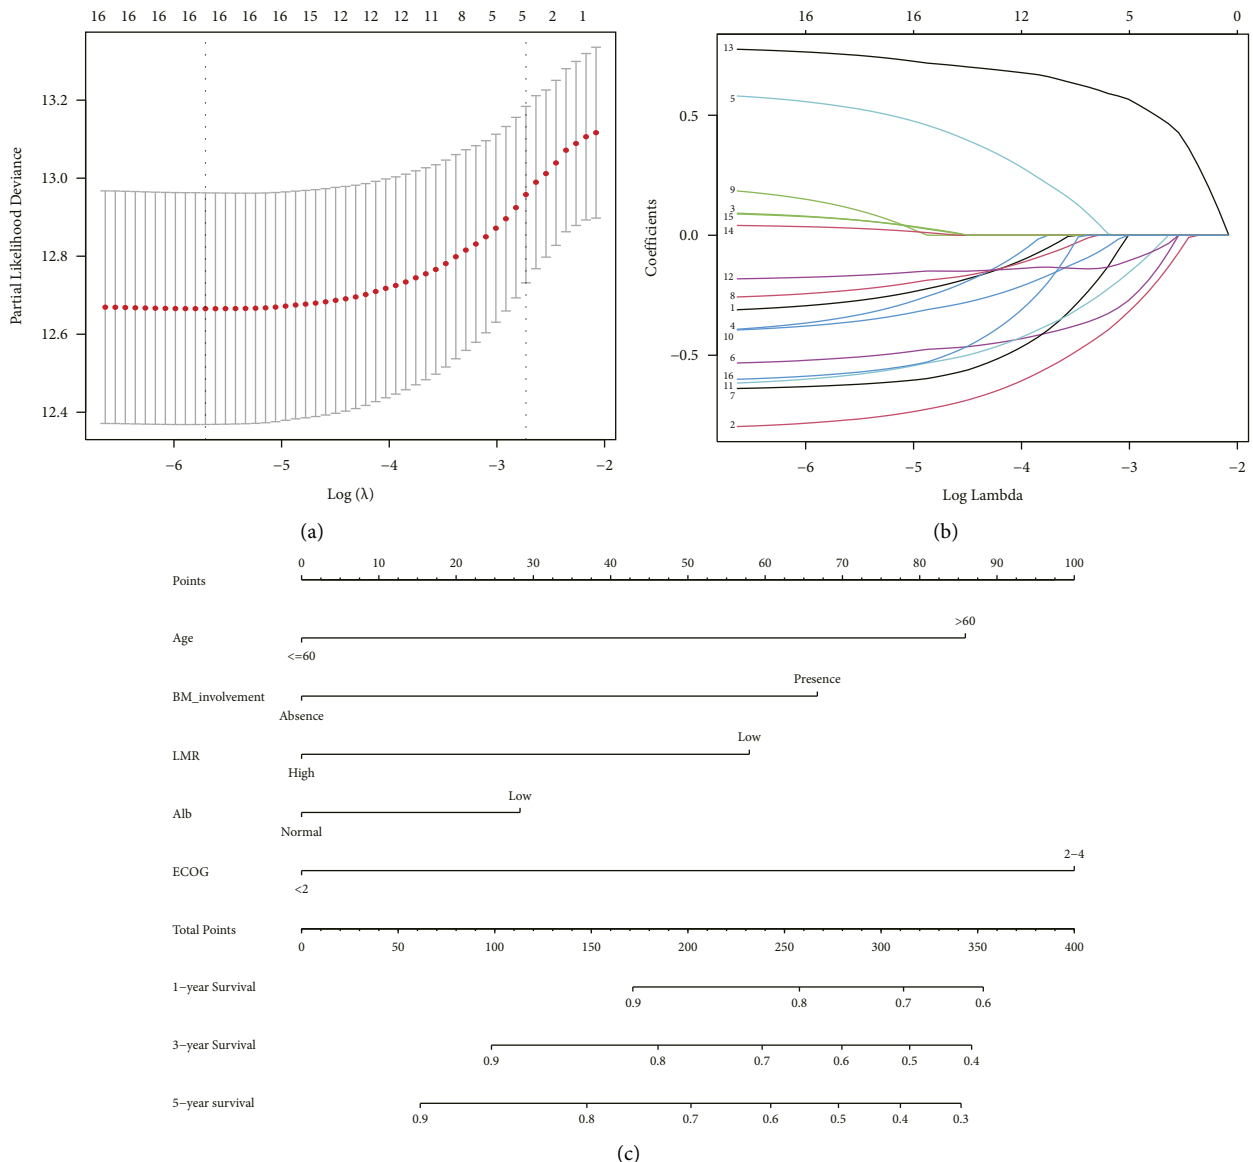 16 16 16 16 16 16 16 15 12 12 12 11 8 5 5 2 1
13.2
13.0
12.8
12.6
12.4
Partial Likelihood Deviance
−6 −5 −4 −3 −2
Log (λ)
(a)
16 16 12 5 0
0.5
0.0
−0.5
Coefficients
13
5
9
3
15
14
12
8
1
4
10
6
16
11
7
2
−6 −5 −4 −3 −2
Log Lambda
(b)
0 10 20 30 40 50 60 70 80 90 100
Points
>60
Age
<=60
Presence
BM_involvement
Absence
Low
LMR
High
Low
Alb
Normal
2−4
ECOG
<2
Total Points
0 50 100 150 200 250 300 350 400
1−year Survival
0.9 0.8 0.7 0.6
3−year Survival
0.9 0.8 0.7 0.6 0.5 0.4
5−year survival
0.9 0.8 0.7 0.6 0.5 0.4 0.3
(c)